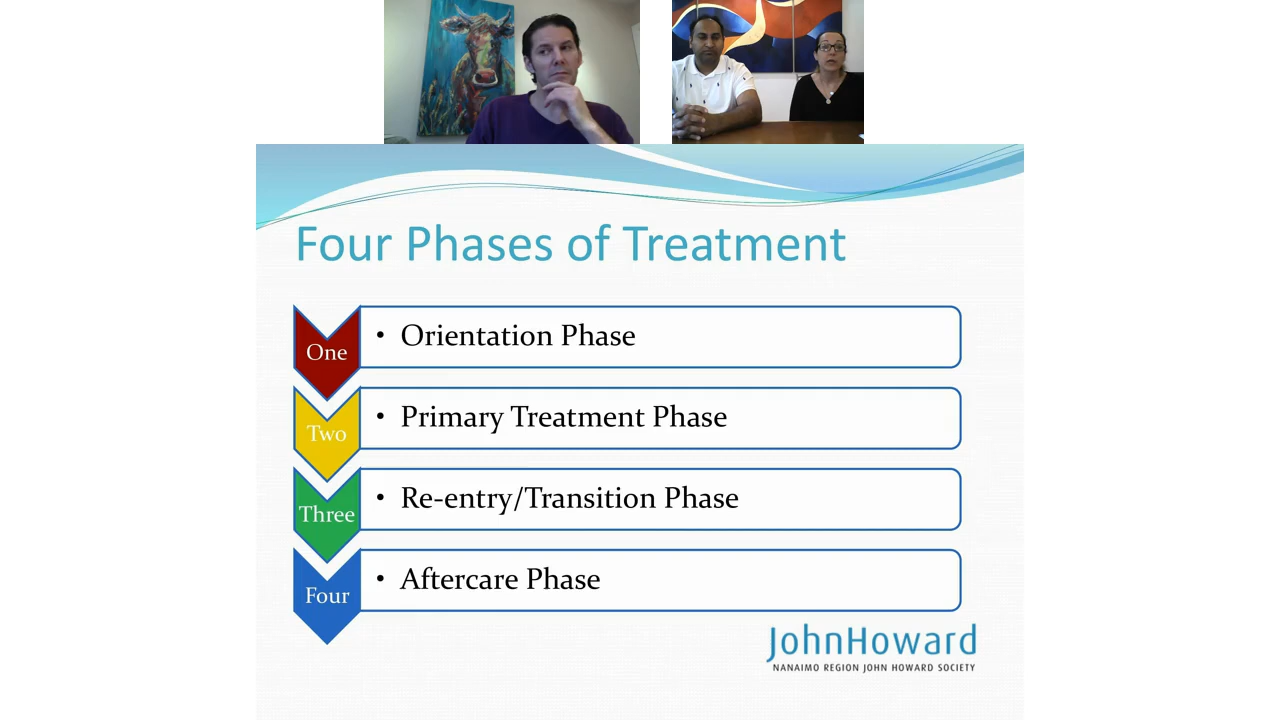 Four Phases of Treatment
One
• Orientation Phase
Two
• Primary Treatment Phase
Three
• Re-entry/Transition Phase
Four
• Aftercare Phase
JohnHoward
NANAIMO REGION JOHN HOWARD SOCIETY